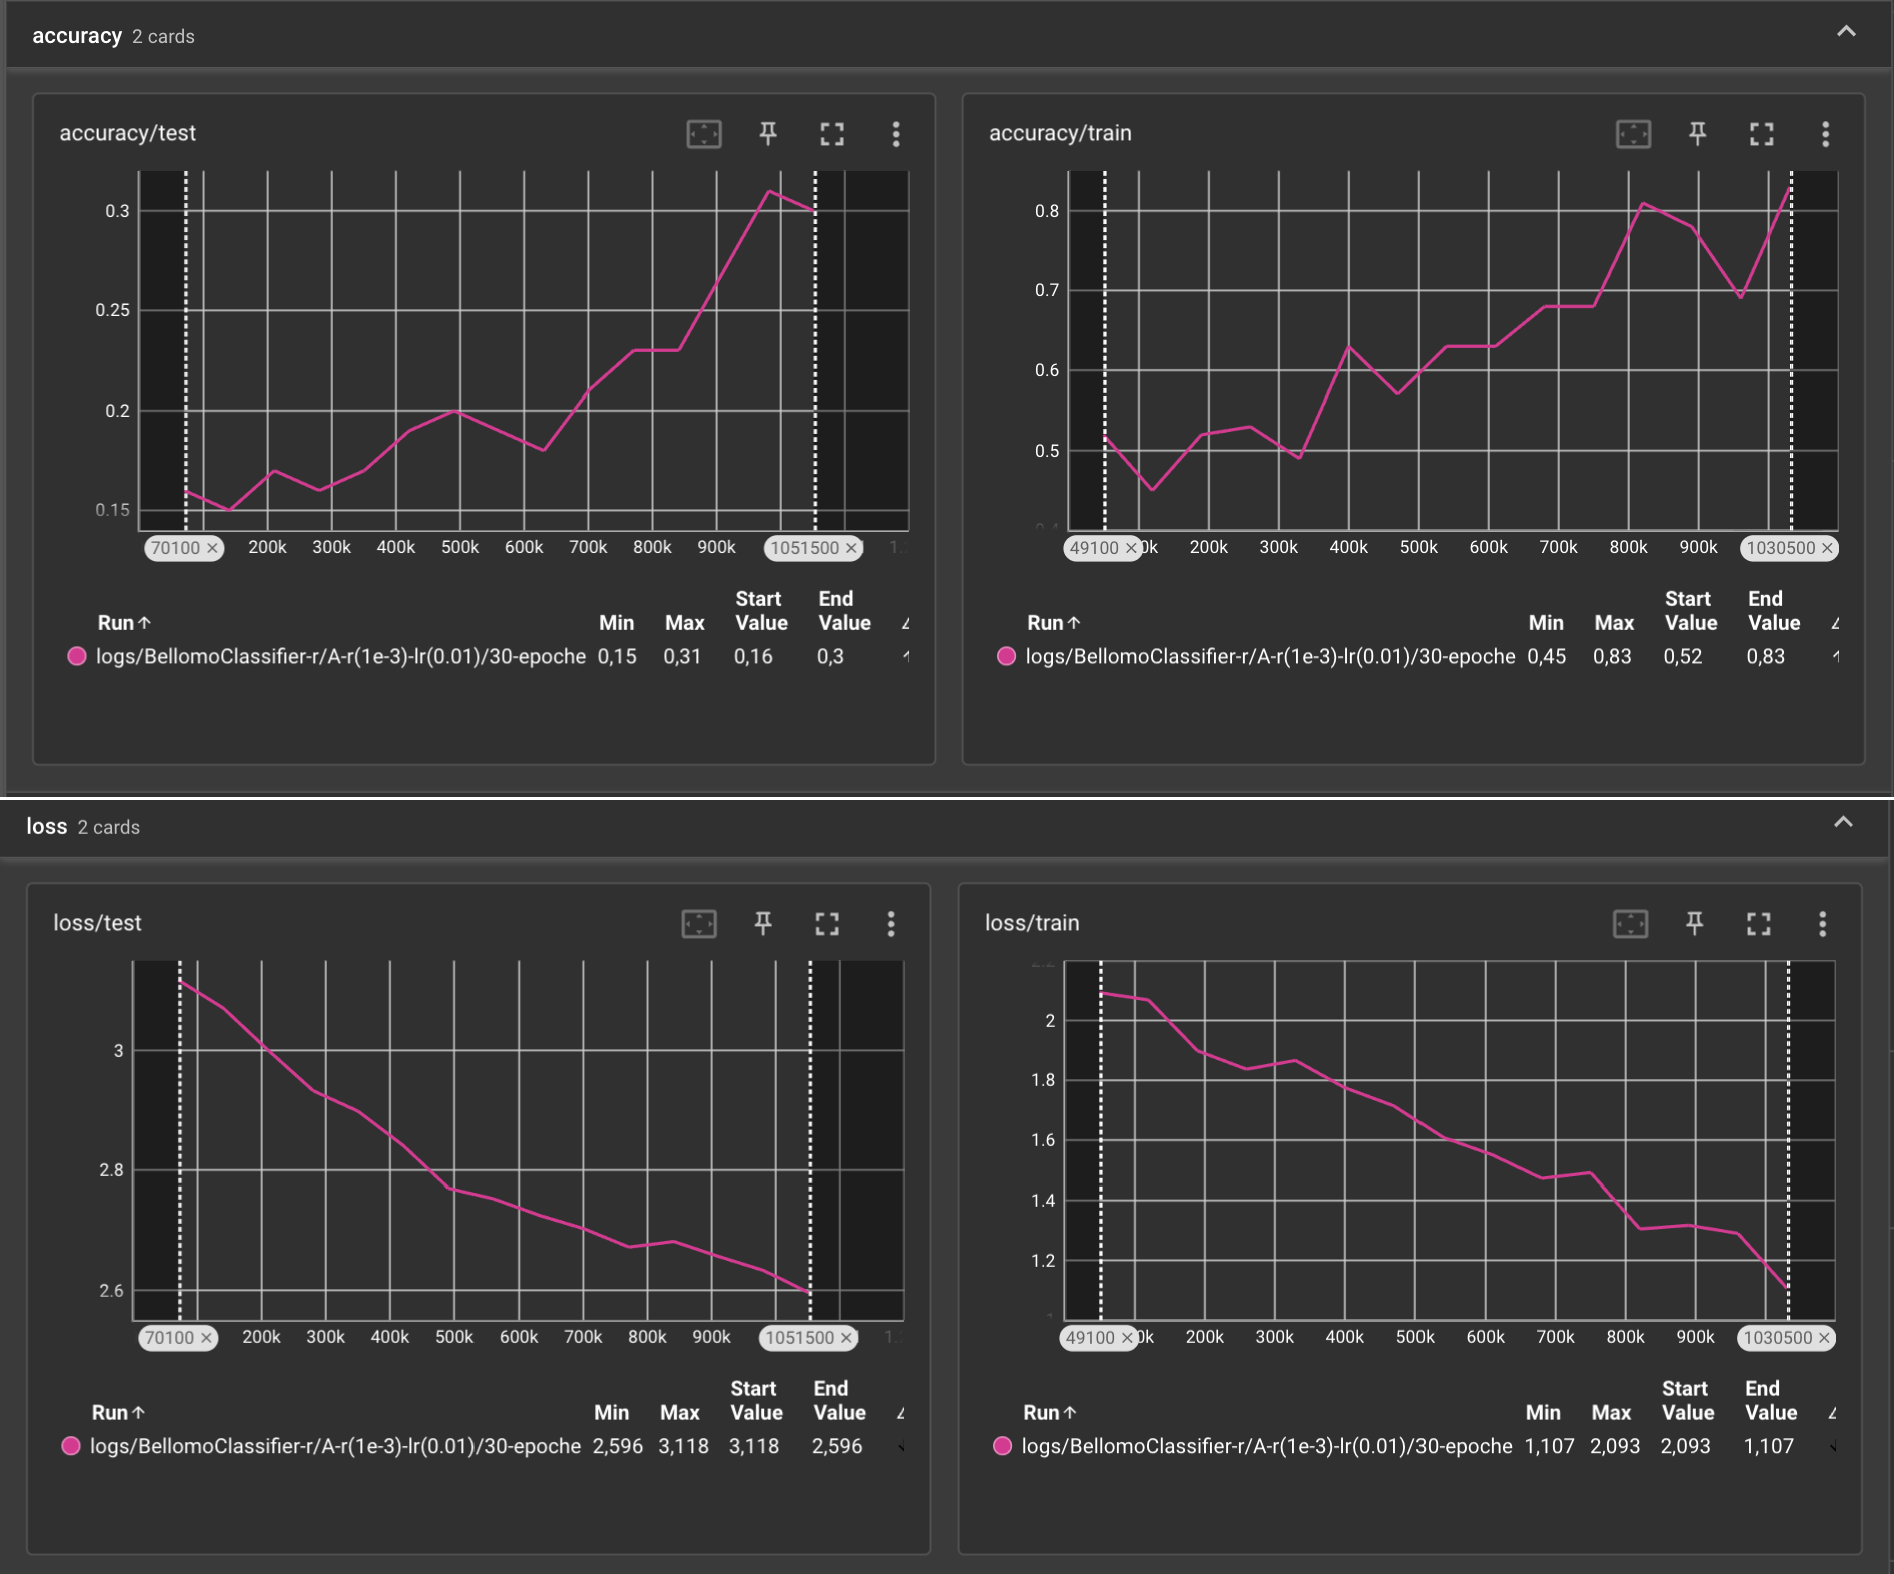 accuracy 2 cards
accuracy/test
0.3
0.25
0.2
0.15
70100 × 200k 300k 400k 500k 600k 700k 800k 900k 1051500 ×
Run↑ Min Max Start Value End Value
logs/BellomoClassifier-r/A-r(1e-3)-lr(0.01)/30-epoche 0,15 0,31 0,16 0,3
accuracy/train
0.8
0.7
0.6
0.5
0.4
49100 × 0k 200k 300k 400k 500k 600k 700k 800k 900k 1030500 ×
Run↑ Min Max Start Value End Value
logs/BellomoClassifier-r/A-r(1e-3)-lr(0.01)/30-epoche 0,45 0,83 0,52 0,83
loss 2 cards
loss/test
3
2.8
2.6
70100 × 200k 300k 400k 500k 600k 700k 800k 900k 1051500 ×
Run↑ Min Max Start Value End Value
logs/BellomoClassifier-r/A-r(1e-3)-lr(0.01)/30-epoche 2,596 3,118 3,118 2,596
loss/train
2.2
2
1.8
1.6
1.4
1.2
49100 × 0k 200k 300k 400k 500k 600k 700k 800k 900k 1030500 ×
Run↑ Min Max Start Value End Value
logs/BellomoClassifier-r/A-r(1e-3)-lr(0.01)/30-epoche 1,107 2,093 2,093 1,107